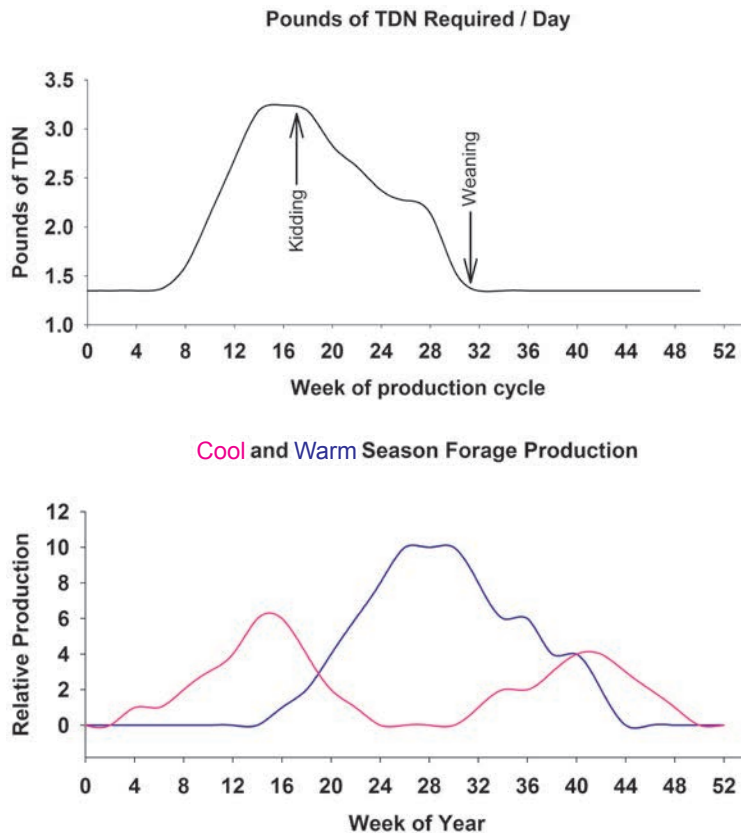 Pounds of TDN Required / Day
3.5
3.0
2.5
2.0
1.5
1.0
Pounds of TDN
Kidding
Weaning
0 4 8 12 16 20 24 28 32 36 40 44 48 52
Week of production cycle
Cool and Warm Season Forage Production
12
10
8
6
4
2
0
Relative Production
0 4 8 12 16 20 24 28 32 36 40 44 48 52
Week of Year